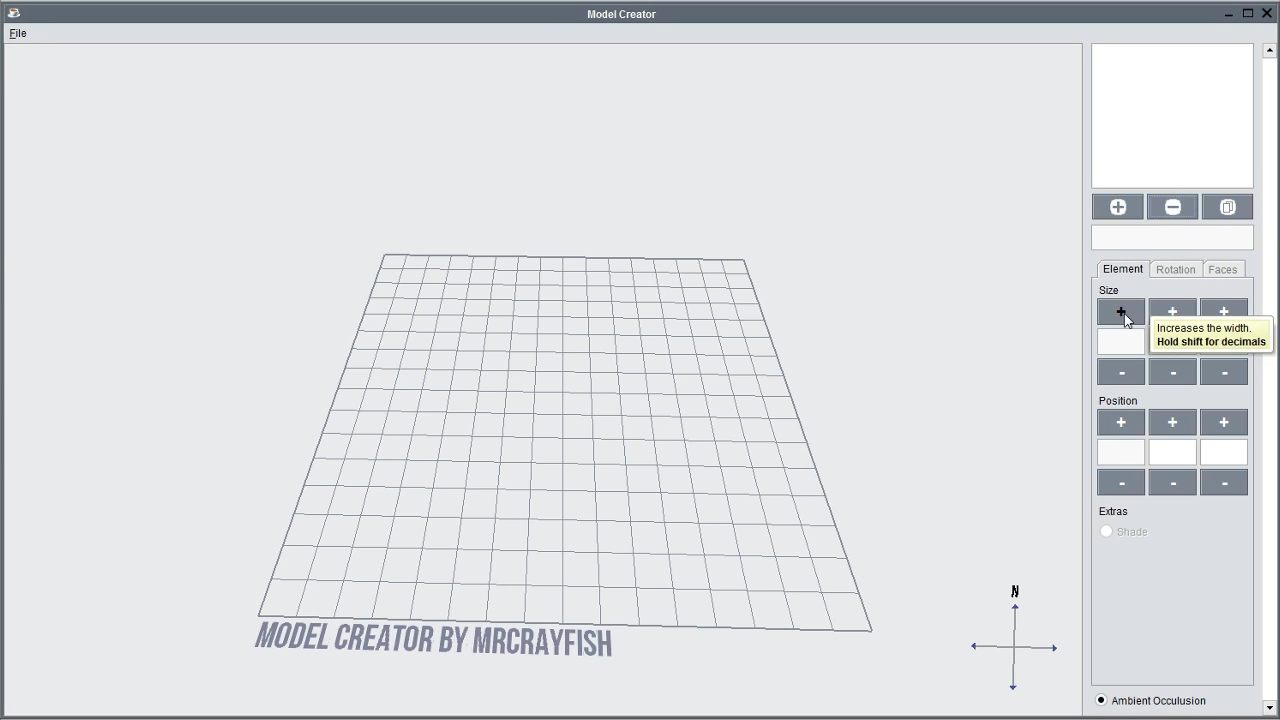 Model Creator
File
Element
Rotation
Faces
Size
+
+
+
Increases the width.
Hold shift for decimals
-
-
-
Position
+
+
+
-
-
-
Extras
Shade
N
MODEL CREATOR BY MRCRAYFISH
Ambient Occulusion